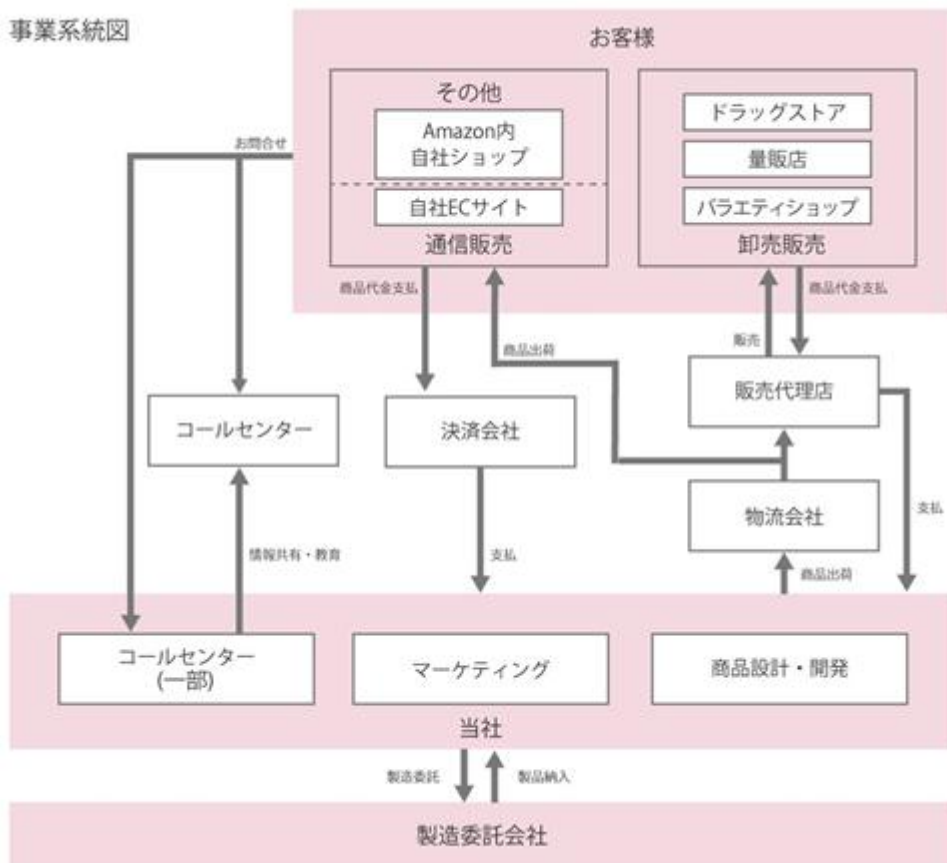 事業系統図
お客様
その他
Amazon内
自社ショップ
自社ECサイト
通信販売
ドラッグストア
量販店
バラエティショップ
卸売販売
お問合せ
商品代金支払
商品代金支払
商品出荷
販売
販売代理店
コールセンター
決済会社
物流会社
支払
情報共有・教育
支払
商品出荷
コールセンター
(一部)
マーケティング
商品設計・開発
当社
製造委託
製品納入
製造委託会社